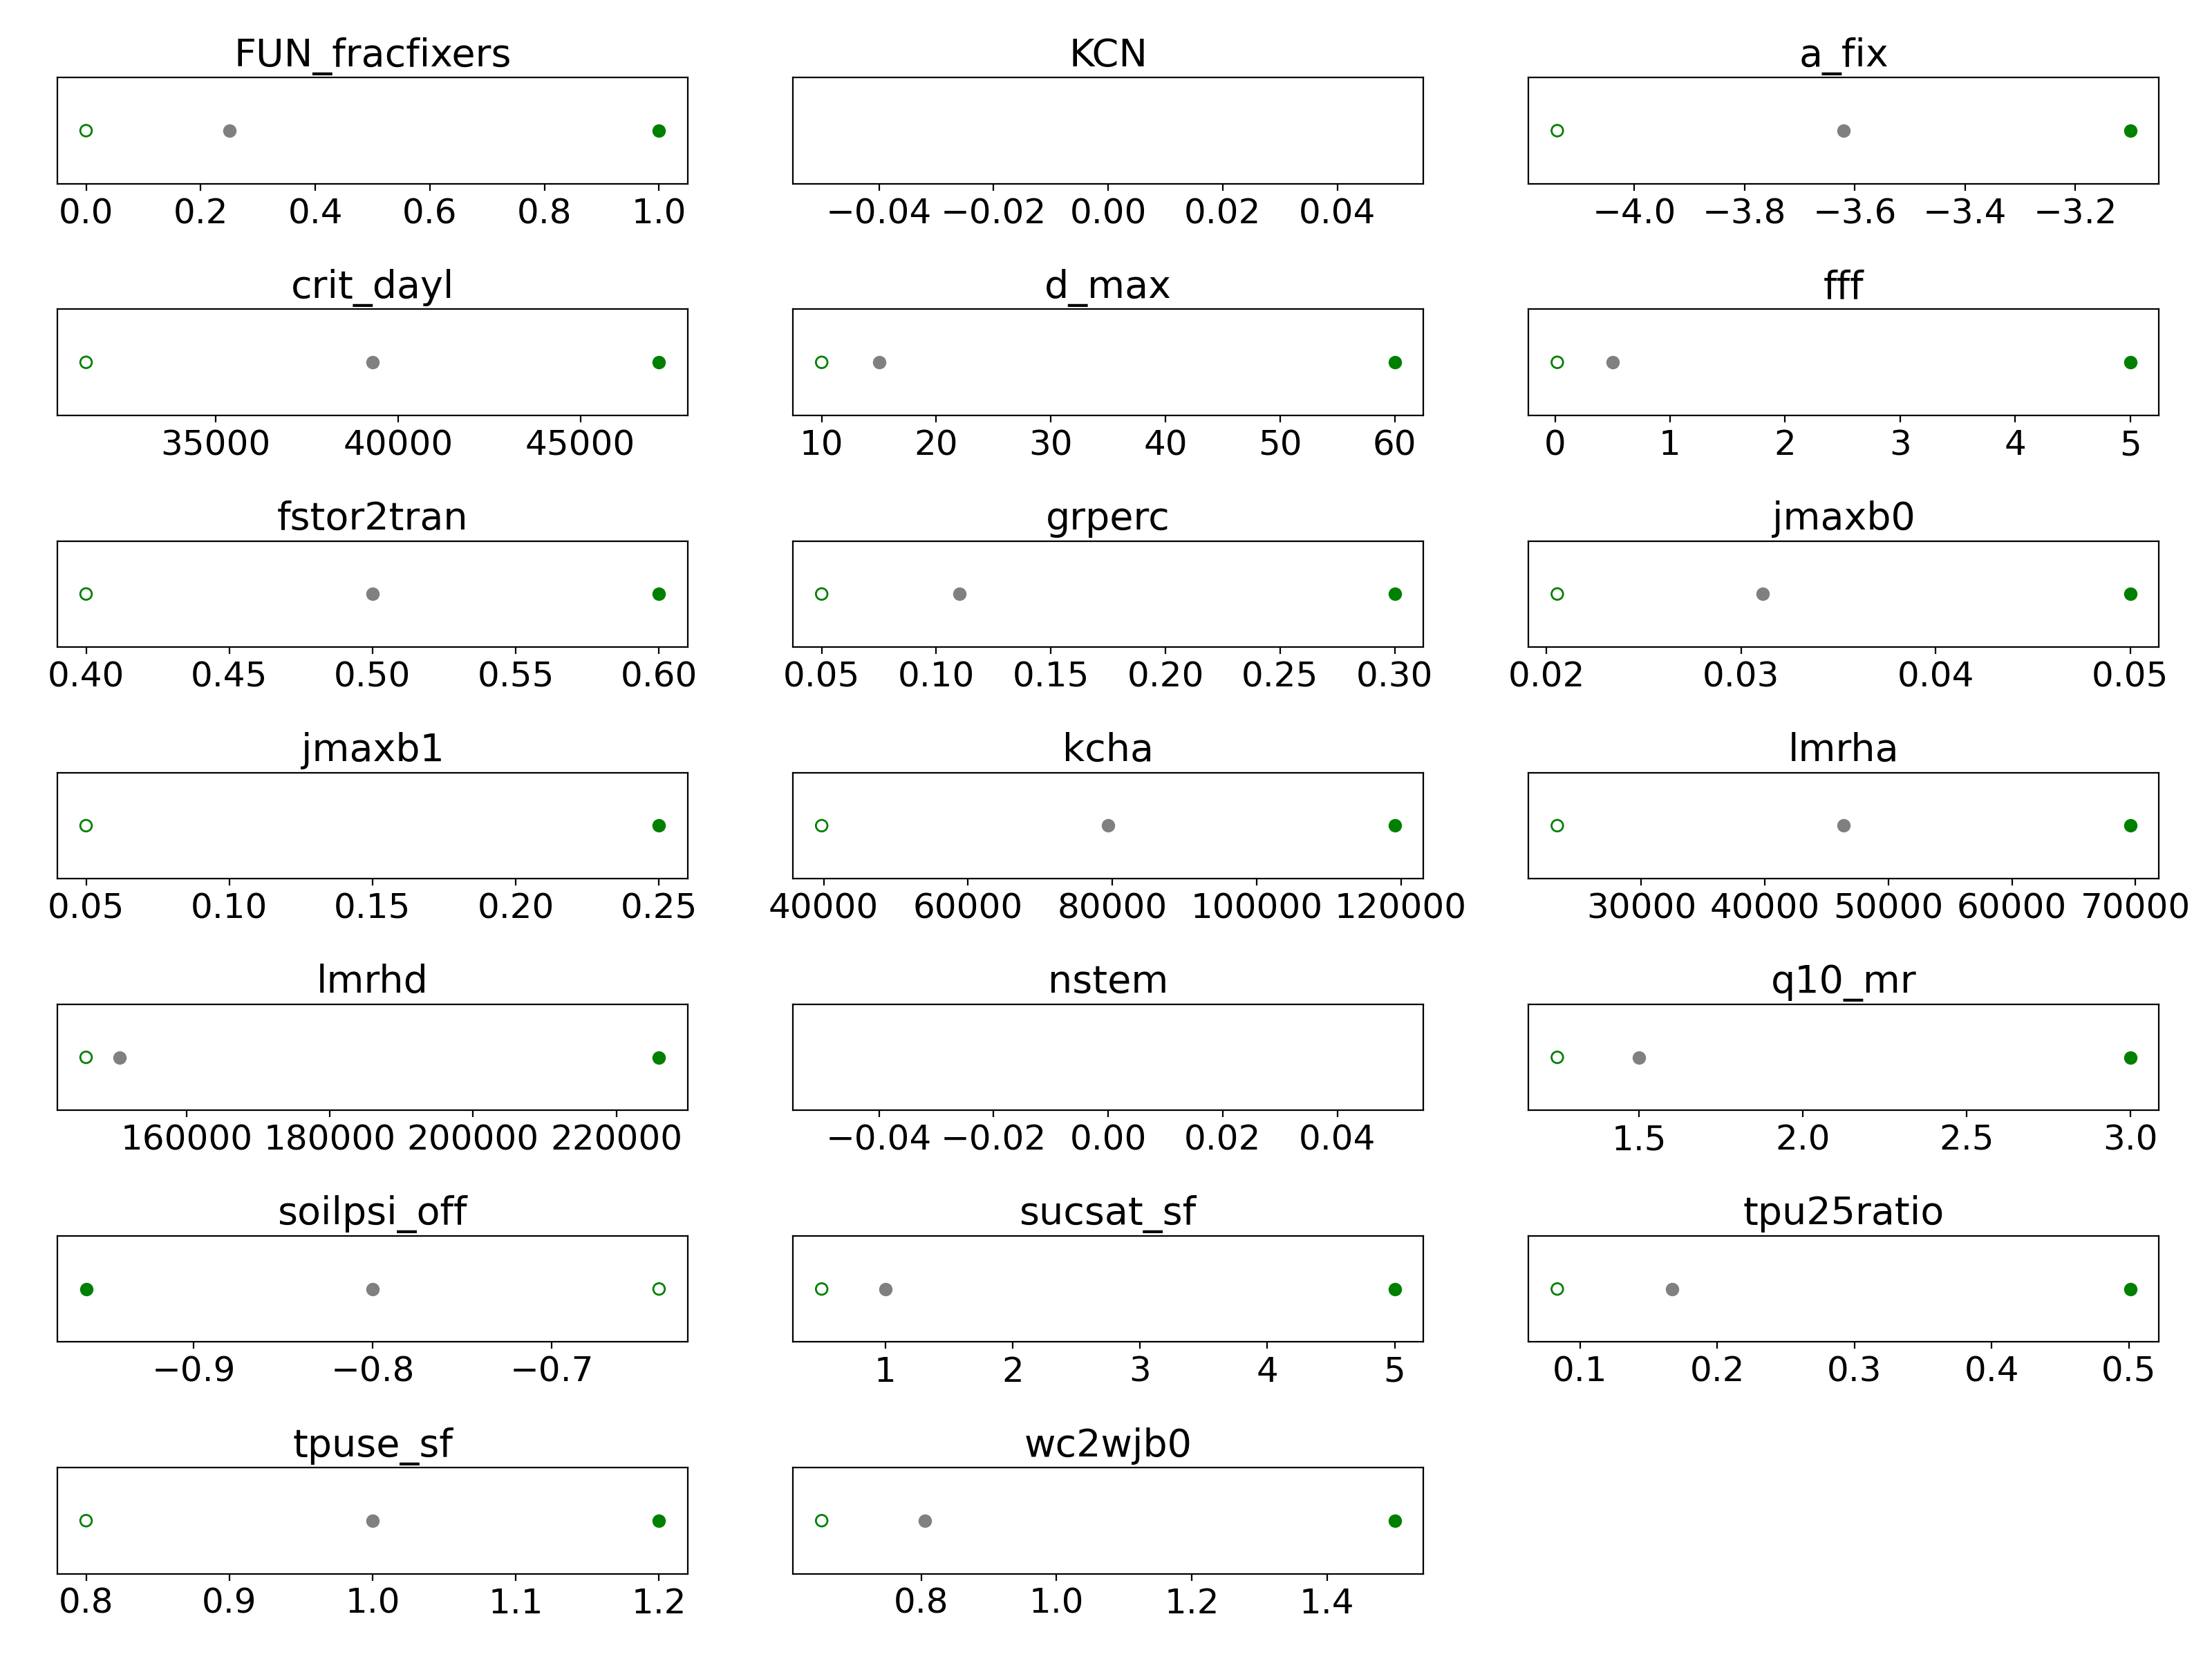 FUN_fracfixers KCN a_fix
0.0 0.2 0.4 0.6 0.8 1.0 −0.04 −0.02 0.00 0.02 0.04 −4.0 −3.8 −3.6 −3.4 −3.2
crit_dayl d_max fff
35000 40000 45000 10 20 30 40 50 60 0 1 2 3 4 5
fstor2tran grperc jmaxb0
0.40 0.45 0.50 0.55 0.60 0.05 0.10 0.15 0.20 0.25 0.30 0.02 0.03 0.04 0.05
jmaxb1 kcha lmrha
0.05 0.10 0.15 0.20 0.25 40000 60000 80000 100000 120000 30000 40000 50000 60000 70000
lmrhd nstem q10_mr
160000 180000 200000 220000 −0.04 −0.02 0.00 0.02 0.04 1.5 2.0 2.5 3.0
soilpsi_off sucsat_sf tpu25ratio
−0.9 −0.8 −0.7 1 2 3 4 5 0.1 0.2 0.3 0.4 0.5
tpuse_sf wc2wjb0
0.8 0.9 1.0 1.1 1.2 0.8 1.0 1.2 1.4